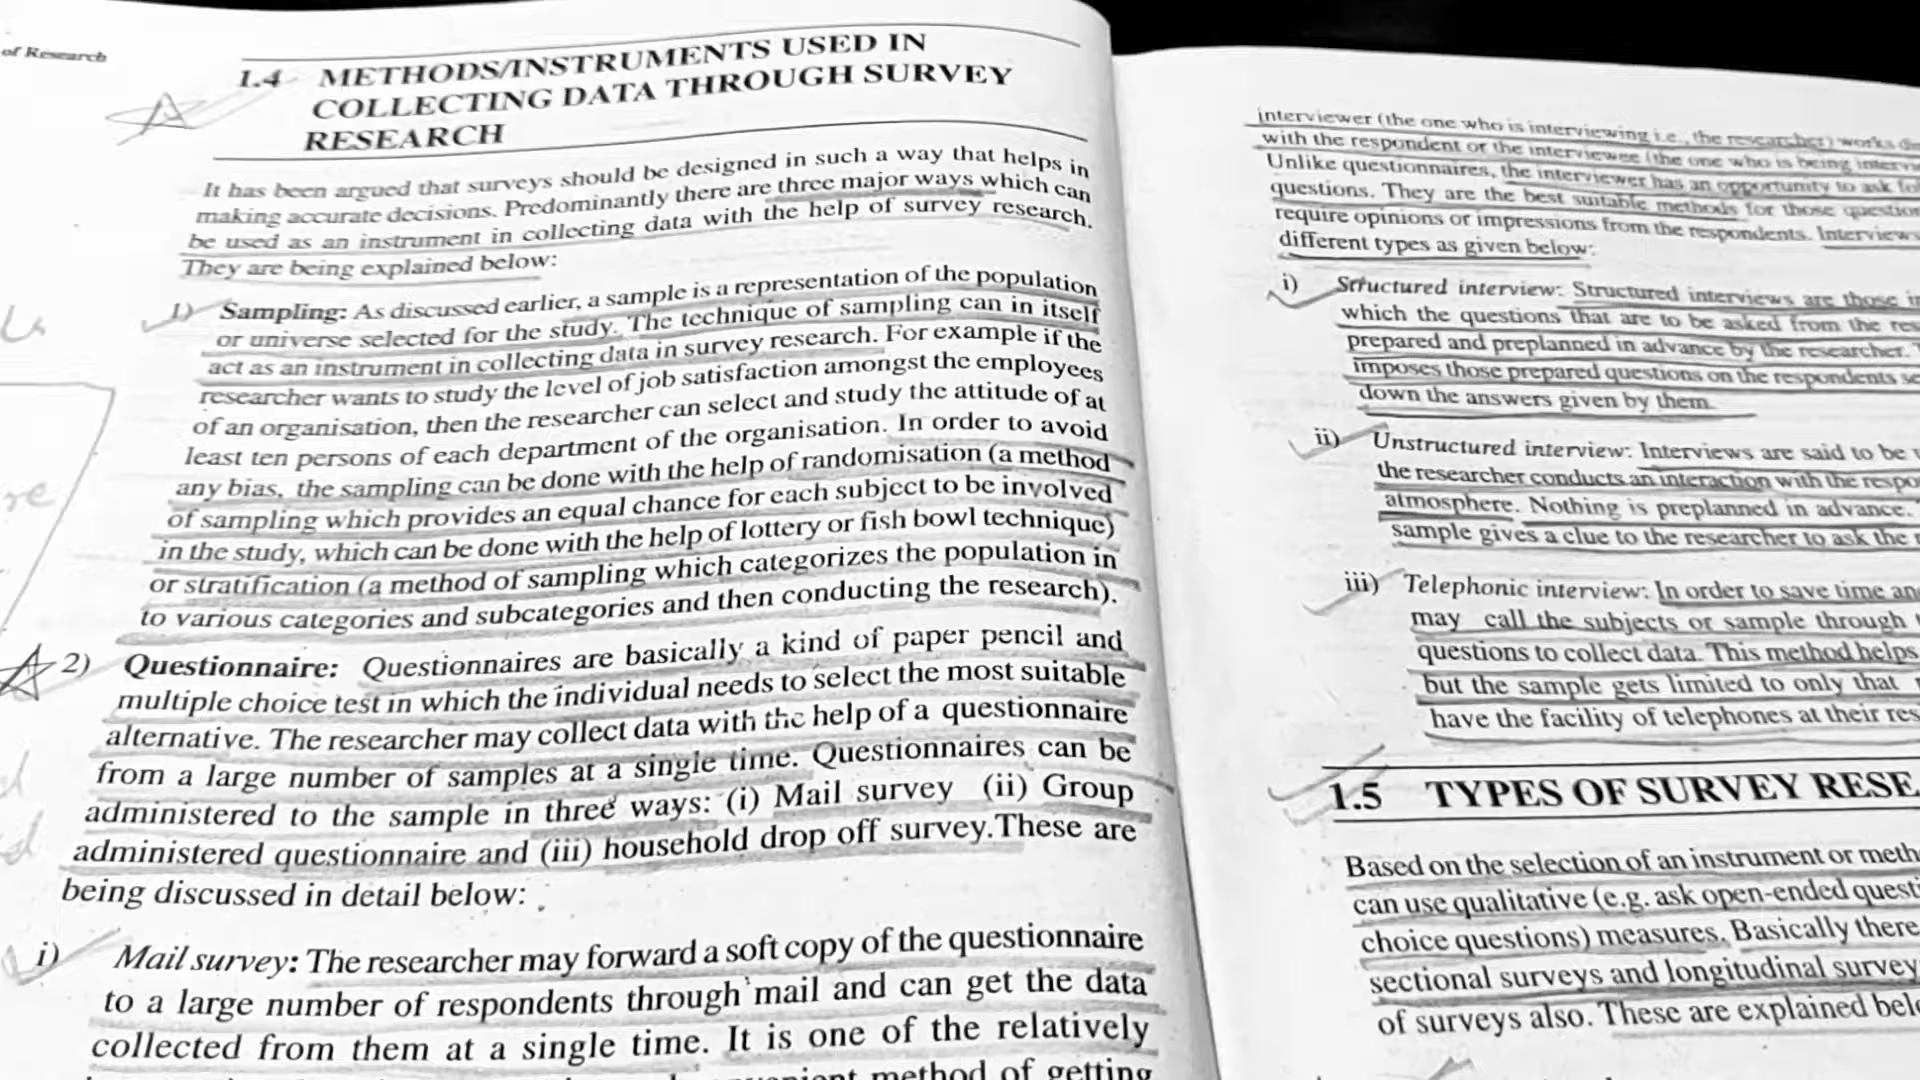 of Research
1.4 METHODS/INSTRUMENTS USED IN
COLLECTING DATA THROUGH SURVEY
RESEARCH
It has been argued that surveys should be designed in such a way that helps in
making accurate decisions. Predominantly there are three major ways which can
be used as an instrument in collecting data with the help of survey research.
They are being explained below:
1) Sampling: As discussed earlier, a sample is a representation of the population
or universe selected for the study. The technique of sampling can in itself
act as an instrument in collecting data in survey research. For example if the
researcher wants to study the level of job satisfaction amongst the employees
of an organisation, then the researcher can select and study the attitude of at
least ten persons of each department of the organisation. In order to avoid
any bias, the sampling can be done with the help of randomisation (a method
of sampling which provides an equal chance for each subject to be involved
in the study, which can be done with the help of lottery or fish bowl technique)
or stratification (a method of sampling which categorizes the population in
to various categories and subcategories and then conducting the research).
2) Questionnaire: Questionnaires are basically a kind of paper pencil and
multiple choice test in which the individual needs to select the most suitable
alternative. The researcher may collect data with the help of a questionnaire
from a large number of samples at a single time. Questionnaires can be
administered to the sample in three ways: (i) Mail survey (ii) Group
administered questionnaire and (iii) household drop off survey.These are
being discussed in detail below:
i) Mail survey: The researcher may forward a soft copy of the questionnaire
to a large number of respondents through mail and can get the data
collected from them at a single time. It is one of the relatively
method of getting
interviewer (the one who is interviewing i.e., the researcher) works
with the respondent or the interviewee (the one who is being
Unlike questionnaires, the interviewer has an opportunity to ask
questions. They are the best suitable methods for those
require opinions or impressions from the respondents. Interviews
different types as given below:
i) Structured interview: Structured interviews are those
which the questions that are to be asked from the
prepared and preplanned in advance by the researcher.
imposes those prepared questions on the respondents
down the answers given by them.
ii) Unstructured interview: Interviews are said to be
the researcher conducts an interaction with the
atmosphere. Nothing is preplanned in advance.
sample gives a clue to the researcher to ask the
iii) Telephonic interview: In order to save time
may call the subjects or sample through
questions to collect data. This method helps
but the sample gets limited to only that
have the facility of telephones at their
1.5 TYPES OF SURVEY RESE
Based on the selection of an instrument or
can use qualitative (e.g. ask open-ended
choice questions) measures. Basically there
sectional surveys and longitudinal survey
of surveys also. These are explained